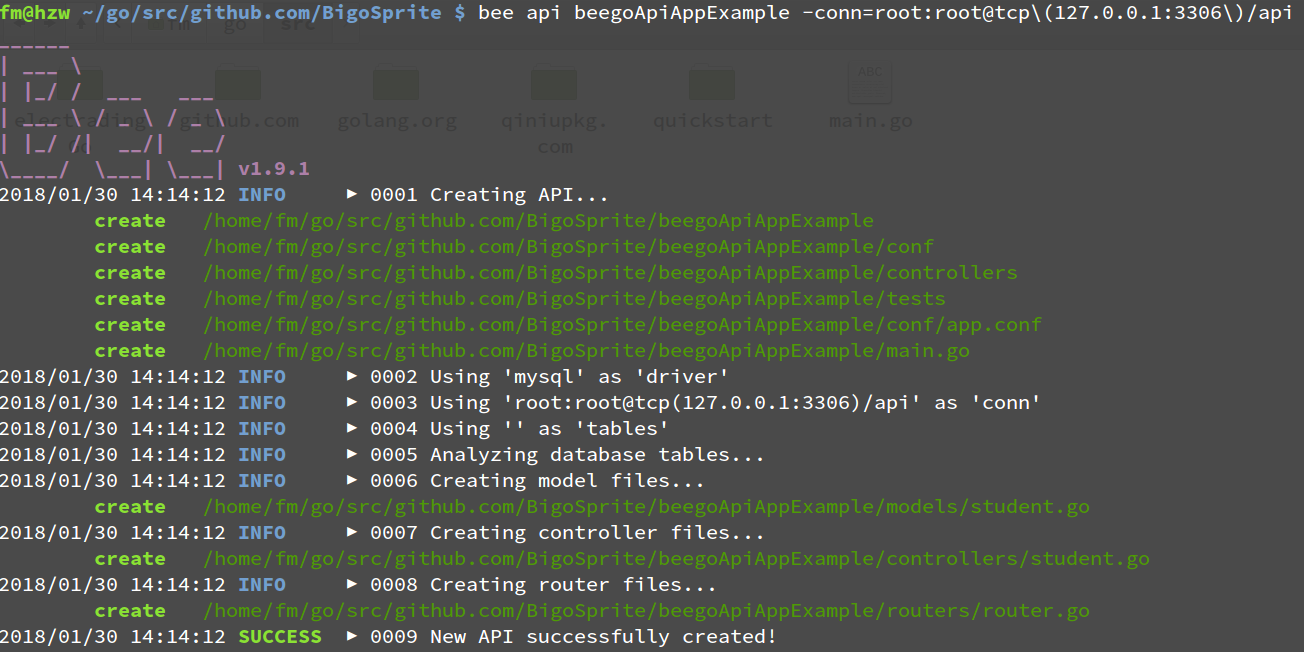 fm@hzw ~/go/src/github.com/BigoSprite $ bee api beegoApiAppExample -conn=root:root@tcp\(127.0.0.1:3306\)/api
go src
ABC
github.com golang.org qiniupkg. quickstart main.go
com
v1.9.1
2018/01/30 14:14:12 INFO ▶ 0001 Creating API...
create /home/fm/go/src/github.com/BigoSprite/beegoApiAppExample
create /home/fm/go/src/github.com/BigoSprite/beegoApiAppExample/conf
create /home/fm/go/src/github.com/BigoSprite/beegoApiAppExample/controllers
create /home/fm/go/src/github.com/BigoSprite/beegoApiAppExample/tests
create /home/fm/go/src/github.com/BigoSprite/beegoApiAppExample/conf/app.conf
create /home/fm/go/src/github.com/BigoSprite/beegoApiAppExample/main.go
2018/01/30 14:14:12 INFO ▶ 0002 Using 'mysql' as 'driver'
2018/01/30 14:14:12 INFO ▶ 0003 Using 'root:root@tcp(127.0.0.1:3306)/api' as 'conn'
2018/01/30 14:14:12 INFO ▶ 0004 Using '' as 'tables'
2018/01/30 14:14:12 INFO ▶ 0005 Analyzing database tables...
2018/01/30 14:14:12 INFO ▶ 0006 Creating model files...
create /home/fm/go/src/github.com/BigoSprite/beegoApiAppExample/models/student.go
2018/01/30 14:14:12 INFO ▶ 0007 Creating controller files...
create /home/fm/go/src/github.com/BigoSprite/beegoApiAppExample/controllers/student.go
2018/01/30 14:14:12 INFO ▶ 0008 Creating router files...
create /home/fm/go/src/github.com/BigoSprite/beegoApiAppExample/routers/router.go
2018/01/30 14:14:12 SUCCESS ▶ 0009 New API successfully created!